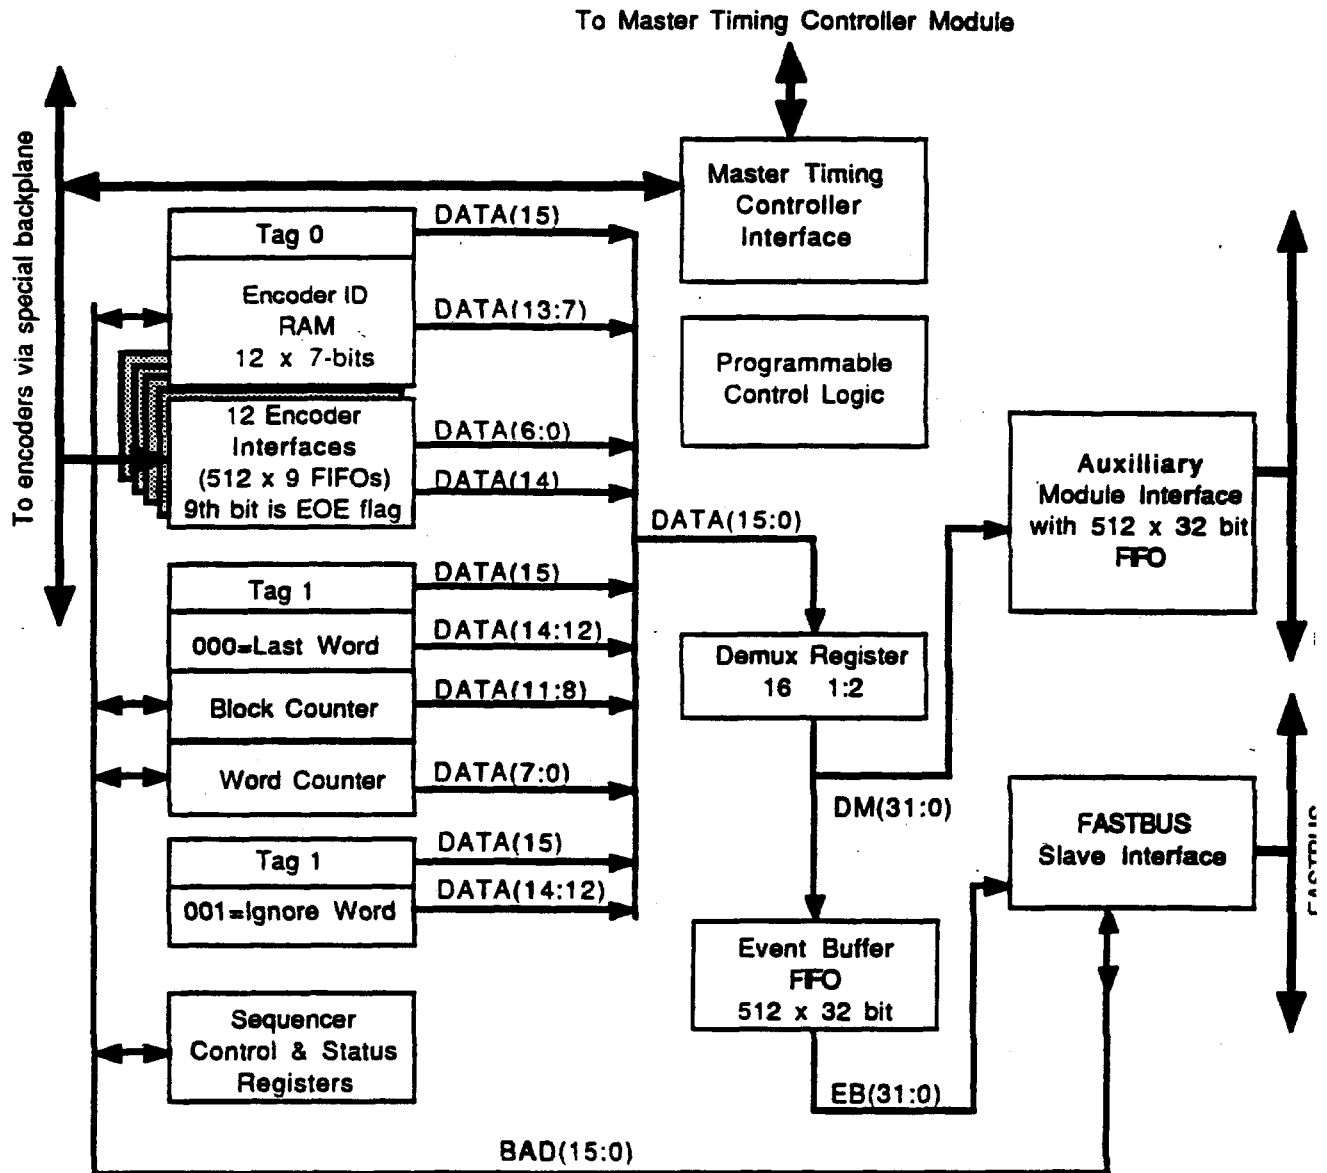 To Master Timing Controller Module
To encoders via special backplane
Master Timing
Controller
Interface
Tag 0
DATA(15)
Encoder ID
RAM
12 x 7-bits
DATA(13:7)
Programmable
Control Logic
12 Encoder
Interfaces
(512 x 9 FIFOs)
9th bit is EOE flag
DATA(6:0)
DATA(14)
Auxilliary
Module Interface
with 512 x 32 bit
FIFO
DATA(15:0)
Tag 1
DATA(15)
000=Last Word
DATA(14:12)
Block Counter
DATA(11:8)
Word Counter
DATA(7:0)
Demux Register
16 1:2
DM(31:0)
FASTBUS
Slave Interface
FASTBUS
Tag 1
DATA(15)
001=Ignore Word
DATA(14:12)
Event Buffer
FIFO
512 x 32 bit
Sequencer
Control & Status
Registers
EB(31:0)
BAD(15:0)